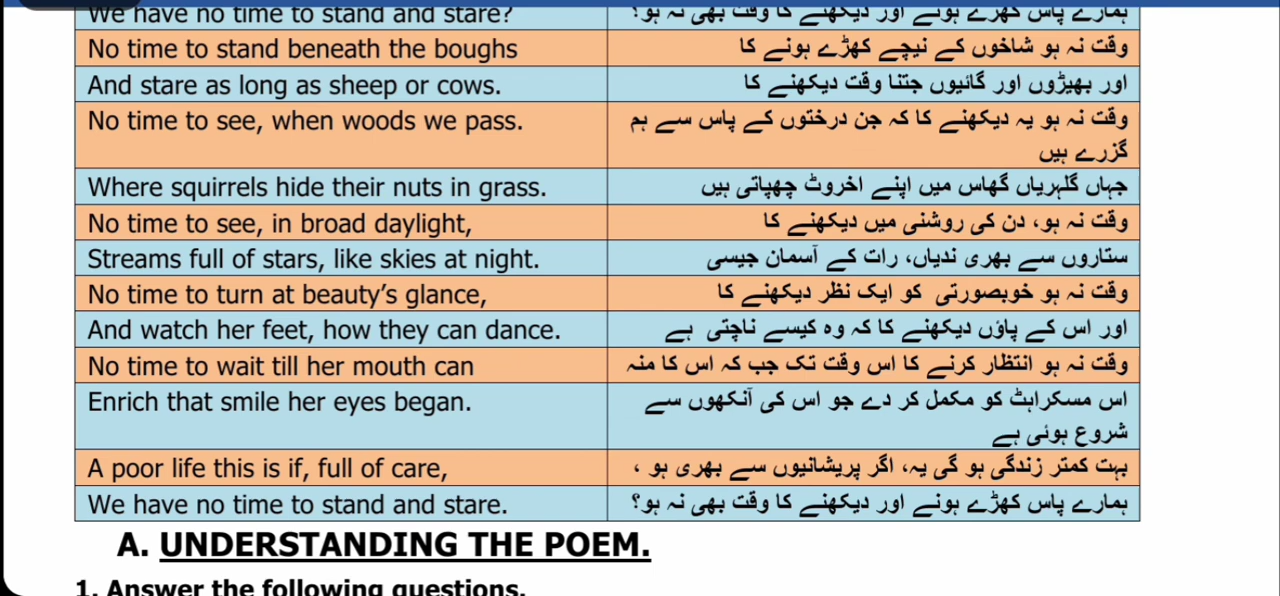 We have no time to stand and stare?
ہمارے پاس کھڑے ہونے اور دیکھنے کا وقت بھی نہ ہو؟
No time to stand beneath the boughs
وقت نہ ہو شاخوں کے نیچے کھڑے ہونے کا
And stare as long as sheep or cows.
اور بھیڑوں اور گائیوں جتنا وقت دیکھنے کا
No time to see, when woods we pass.
وقت نہ ہو یہ دیکھنے کا کہ جن درختوں کے پاس سے ہم
گزرے ہیں
Where squirrels hide their nuts in grass.
جہاں گلہریاں گھاس میں اپنے اخروٹ چھپاتی ہیں
No time to see, in broad daylight,
وقت نہ ہو، دن کی روشنی میں دیکھنے کا
Streams full of stars, like skies at night.
ستاروں سے بھری ندیاں، رات کے آسمان جیسی
No time to turn at beauty’s glance,
وقت نہ ہو خوبصورتی کو ایک نظر دیکھنے کا
And watch her feet, how they can dance.
اور اس کے پاؤں دیکھنے کا کہ وہ کیسے ناچتی ہے
No time to wait till her mouth can
وقت نہ ہو انتظار کرنے کا اس وقت تک جب کہ اس کا منہ
Enrich that smile her eyes began.
اس مسکراہٹ کو مکمل کر دے جو اس کی آنکھوں سے
شروع ہوئی ہے
A poor life this is if, full of care,
بہت کمتر زندگی ہو گی یہ، اگر پریشانیوں سے بھری ہو ،
We have no time to stand and stare.
ہمارے پاس کھڑے ہونے اور دیکھنے کا وقت بھی نہ ہو؟
A. UNDERSTANDING THE POEM.
1. Answer the following questions.